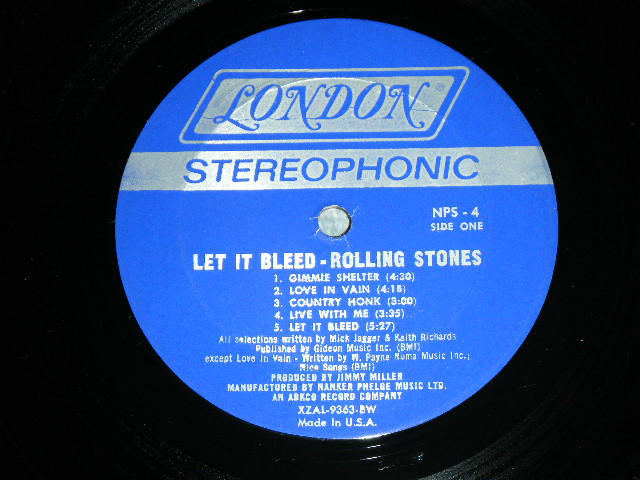 LONDON
STEREOPHONIC
NPS - 4
SIDE ONE
LET IT BLEED - ROLLING STONES
1. GIMMIE SHELTER (4:30)
2. LOVE IN VAIN (4:18)
3. COUNTRY HONK (3:00)
4. LIVE WITH ME (3:35)
5. LET IT BLEED (5:27)
All selections written by Mick Jagger & Keith Richards
Published by Gideon Music Inc. (BMI)
except Love In Vain - Written by W. Payne-Noma Music Inc.;
Nice Songs (BMI)
PRODUCED BY JIMMY MILLER
MANUFACTURED BY NANKER PHELGE MUSIC LTD.
AN ABKCO RECORD COMPANY
XZAL-9363-BW
Made in U.S.A.